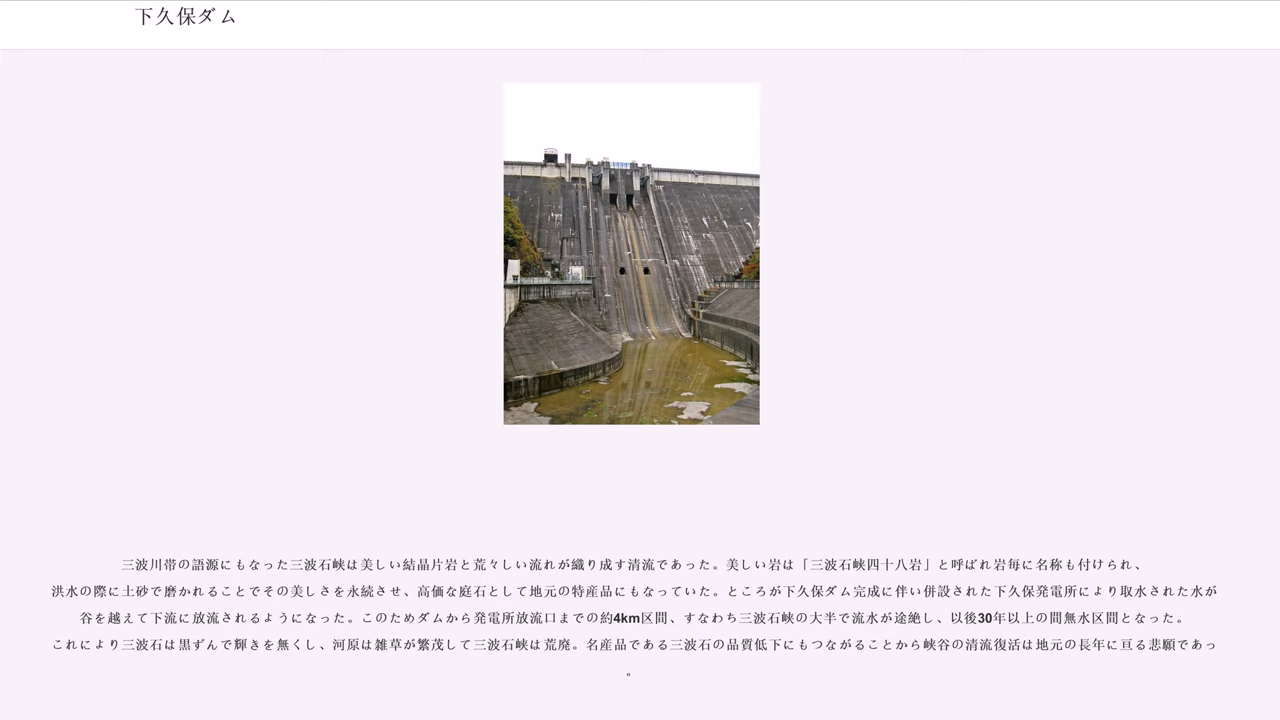 下久保ダム
三波川帯の語源にもなった三波石峡は美しい結晶片岩と荒々しい流れが織り成す清流であった。美しい岩は「三波石峡四十八岩」と呼ばれ岩毎に名称も付けられ、
洪水の際に土砂で磨かれることでその美しさを永続させ、高価な庭石として地元の特産品にもなっていた。ところが下久保ダム完成に伴い併設された下久保発電所により取水された水が
谷を越えて下流に放流されるようになった。このためダムから発電所放流口までの約4km区間、すなわち三波石峡の大半で流水が途絶し、以後30年以上の間無水区間となった。
これにより三波石は黒ずんで輝きを無くし、河原は雑草が繁茂して三波石峡は荒廃。名産品である三波石の品質低下にもつながることから峡谷の清流復活は地元の長年に亘る悲願であっ
。